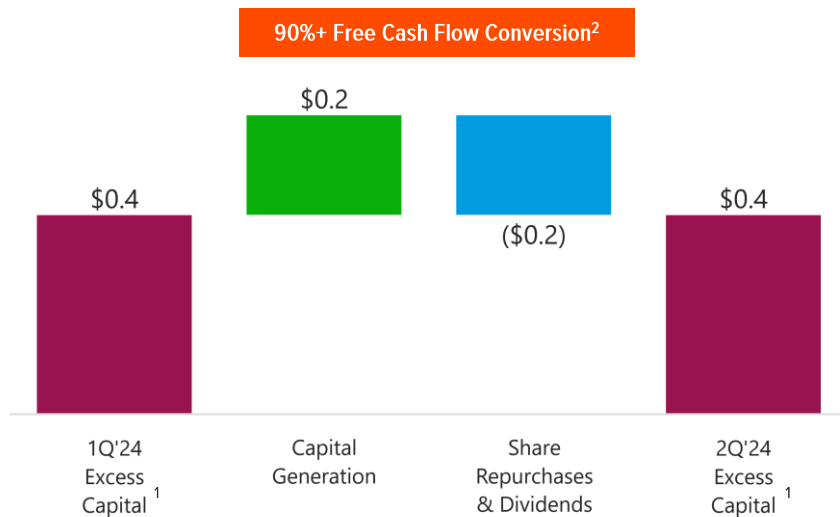 90%+ Free Cash Flow Conversion²
$0.2
$0.4
($0.2)
$0.4
1Q'24
Excess
Capital ¹
Capital
Generation
Share
Repurchases
& Dividends
2Q'24
Excess
Capital ¹